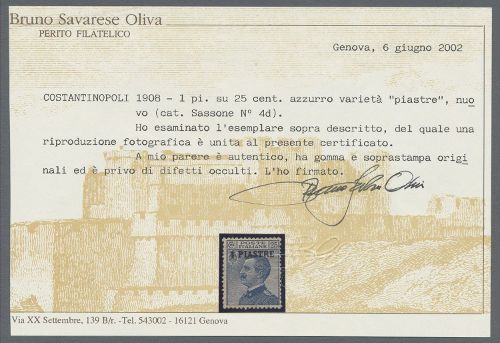 Bruno Savarese Oliva
PERITO FILATELICO
Genova, 6 giugno 2002
COSTANTINOPOLI 1908 - 1 pi. su 25 cent. azzurro varietà "piastre", nuo
vo (cat. Sassone N° 4d).
Ho esaminato l'esemplare sopra descritto, del quale una
riproduzione fotografica è unita al presente certificato.
A mio parere è autentico, ha gomma e soprastampa origi
nali ed è privo di difetti occulti. L'ho firmato.
Bruno Oliva
POSTE
ITALIANE
1 PIASTRE
Via XX Settembre, 139 B/r. -Tel. 543002 - 16121 Genova